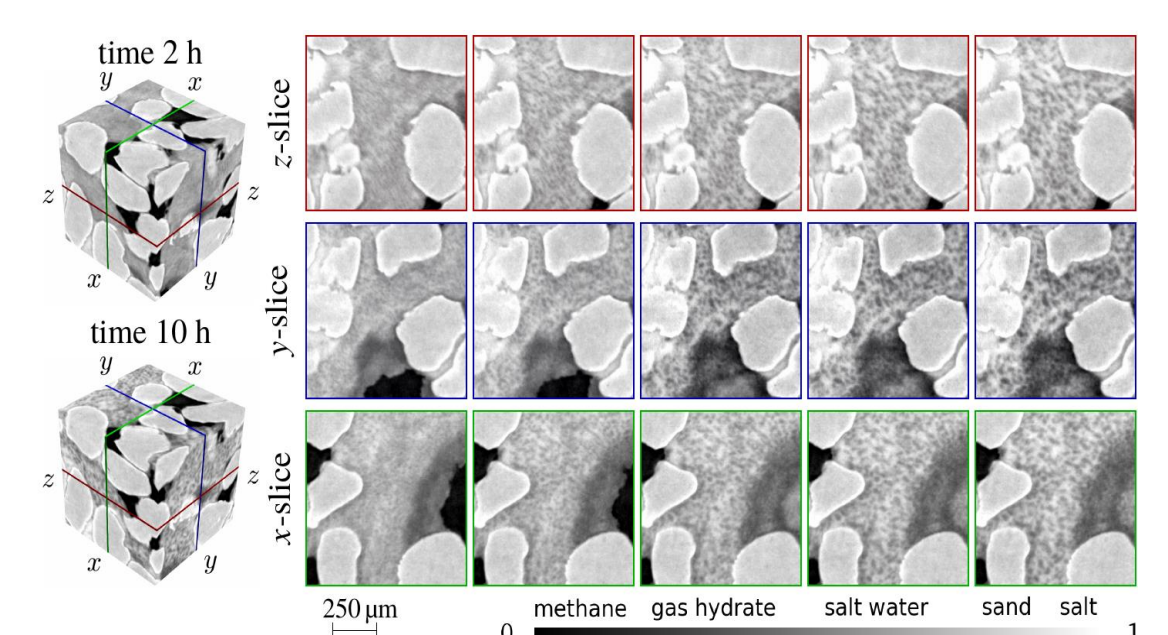 time 2 h
y
x
z
z
x
y
time 10 h
y
x
z
z
x
y
z-slice
y-slice
x-slice
250 µm
methane gas hydrate salt water sand salt
0 1